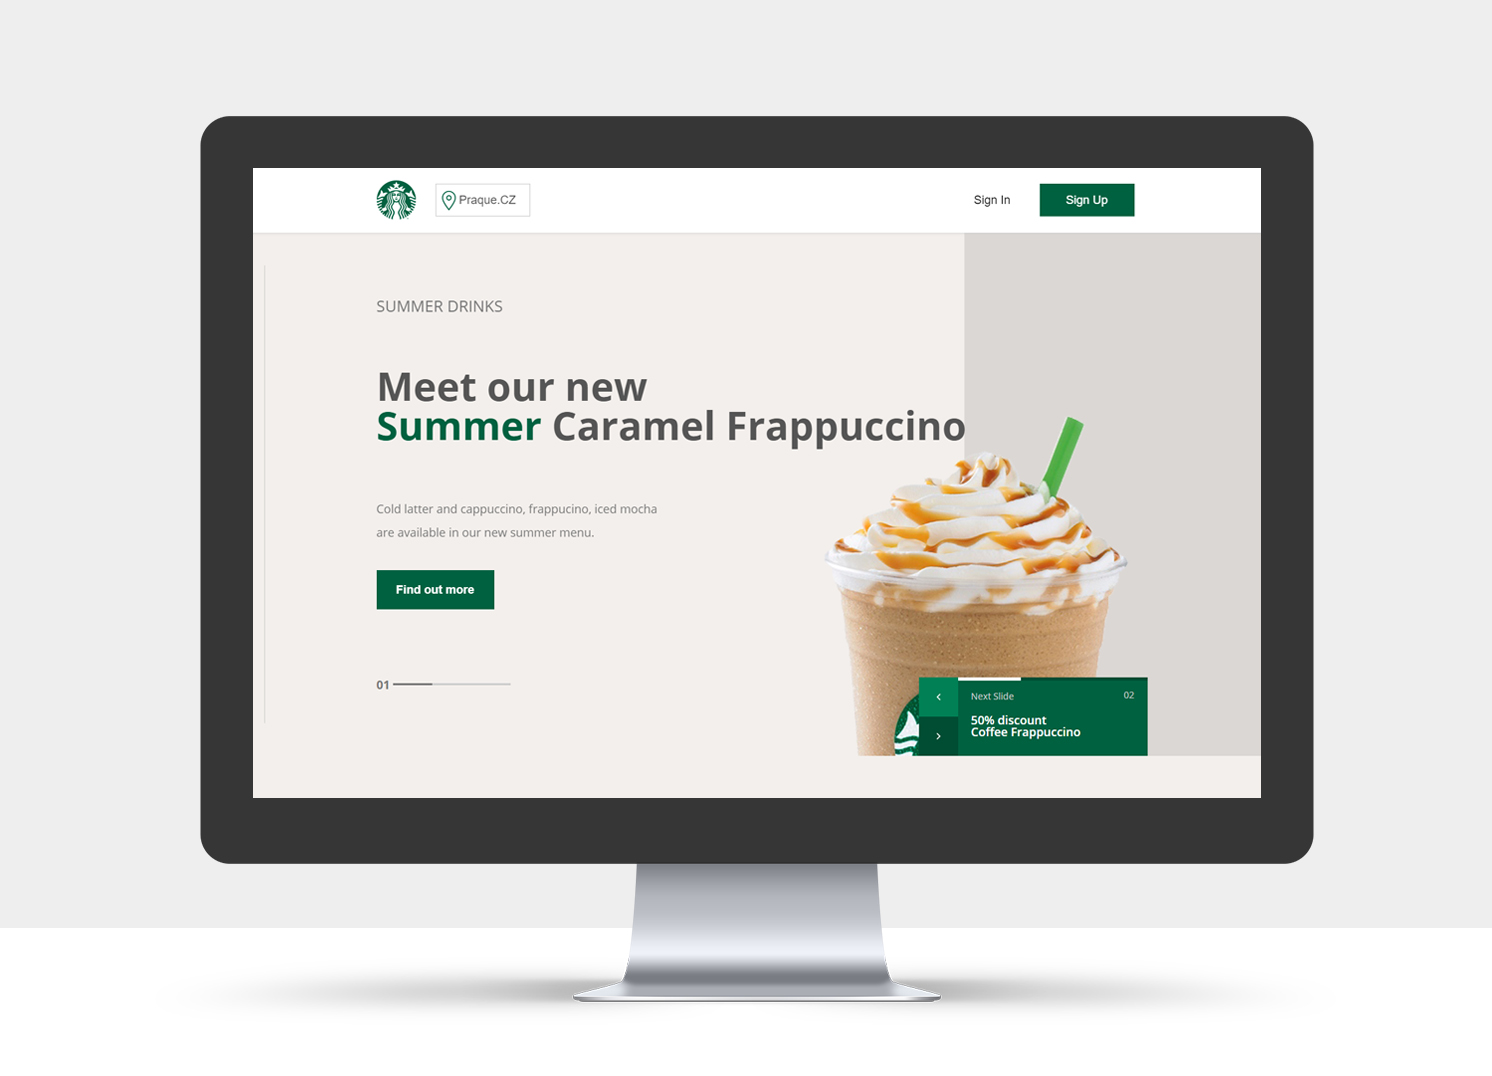 Praque.CZ
Sign In
Sign Up
SUMMER DRINKS
Meet our new
Summer Caramel Frappuccino
Cold latter and cappuccino, frappucino, iced mocha
are available in our new summer menu.
Find out more
01
Next Slide
02
50% discount
Coffee Frappuccino